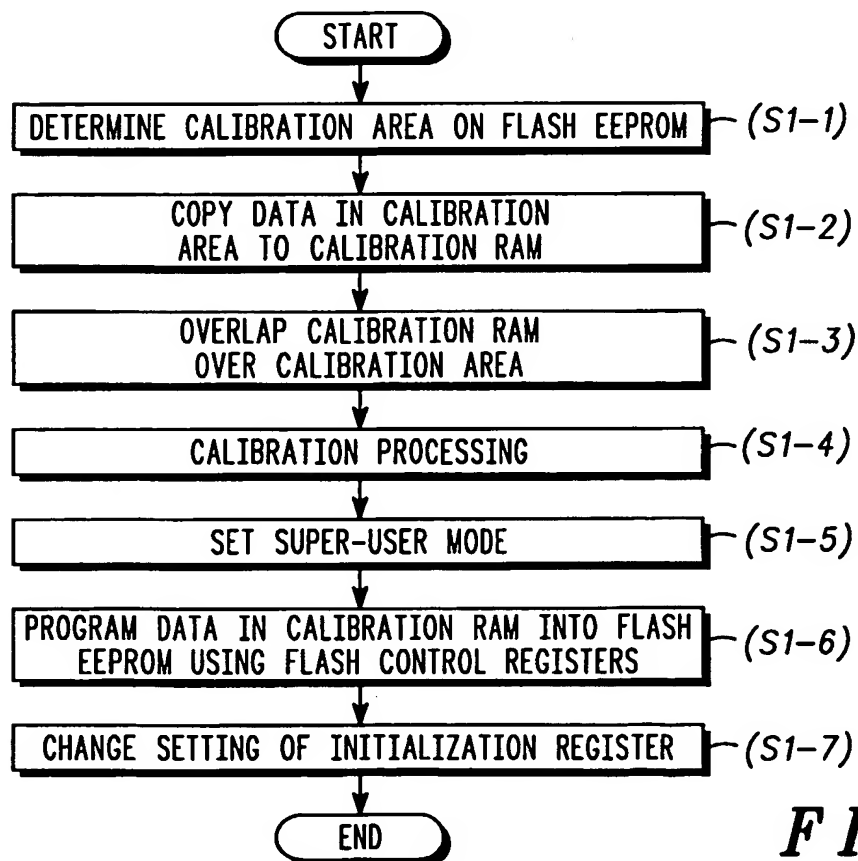 START
DETERMINE CALIBRATION AREA ON FLASH EEPROM (S1-1)
COPY DATA IN CALIBRATION
AREA TO CALIBRATION RAM
(S1-2)
OVERLAP CALIBRATION RAM
OVER CALIBRATION AREA
(S1-3)
CALIBRATION PROCESSING (S1-4)
SET SUPER-USER MODE (S1-5)
PROGRAM DATA IN CALIBRATION RAM INTO FLASH
EEPROM USING FLASH CONTROL REGISTERS
(S1-6)
CHANGE SETTING OF INITIALIZATION REGISTER (S1-7)
END